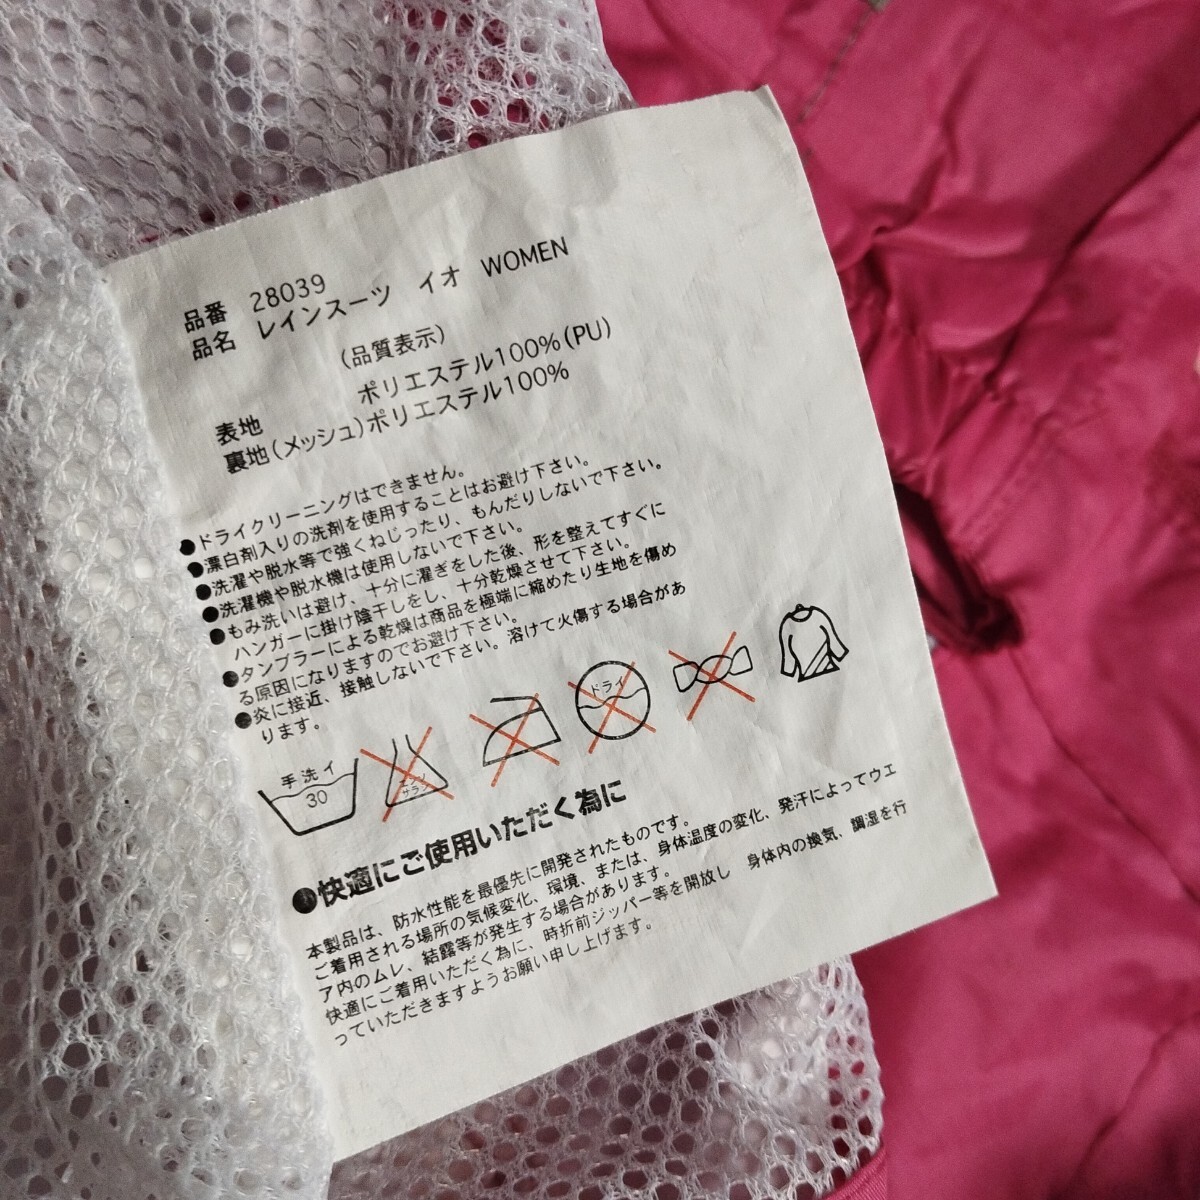 品番 28039
品名 レインスーツ イオ WOMEN
(品質表示)
表地 ポリエステル100%(PU)
裏地(メッシュ)ポリエステル100%
●ドライクリーニングはできません。
●漂白剤入りの洗剤を使用することはお避け下さい。
●洗濯や脱水等で強くねじったり、もんだりしないで下さい。
●洗濯機や脱水機は使用しないで下さい。
●もみ洗いは避け、十分に濯ぎをした後、形を整えてすぐに
ハンガーに掛け陰干しをし、十分乾燥させて下さい。
●タンブラーによる乾燥は商品を極端に縮めたり生地を傷め
る原因になりますのでお避け下さい。
●炎に接近、接触しないで下さい。溶けて火傷する場合があ
ります。
手洗イ
30
エンソ
サラシ
ドライ
●快適にご使用いただく為に
本製品は、防水性能を最優先に開発されたものです。
ご着用される場所の気候変化、環境、または、身体温度の変化、発汗によってウエ
ア内のムレ、結露等が発生する場合があります。
快適にご着用いただく為に、時折前ジッパー等を開放し 身体内の換気、調湿を行
っていただきますようお願い申し上げます。